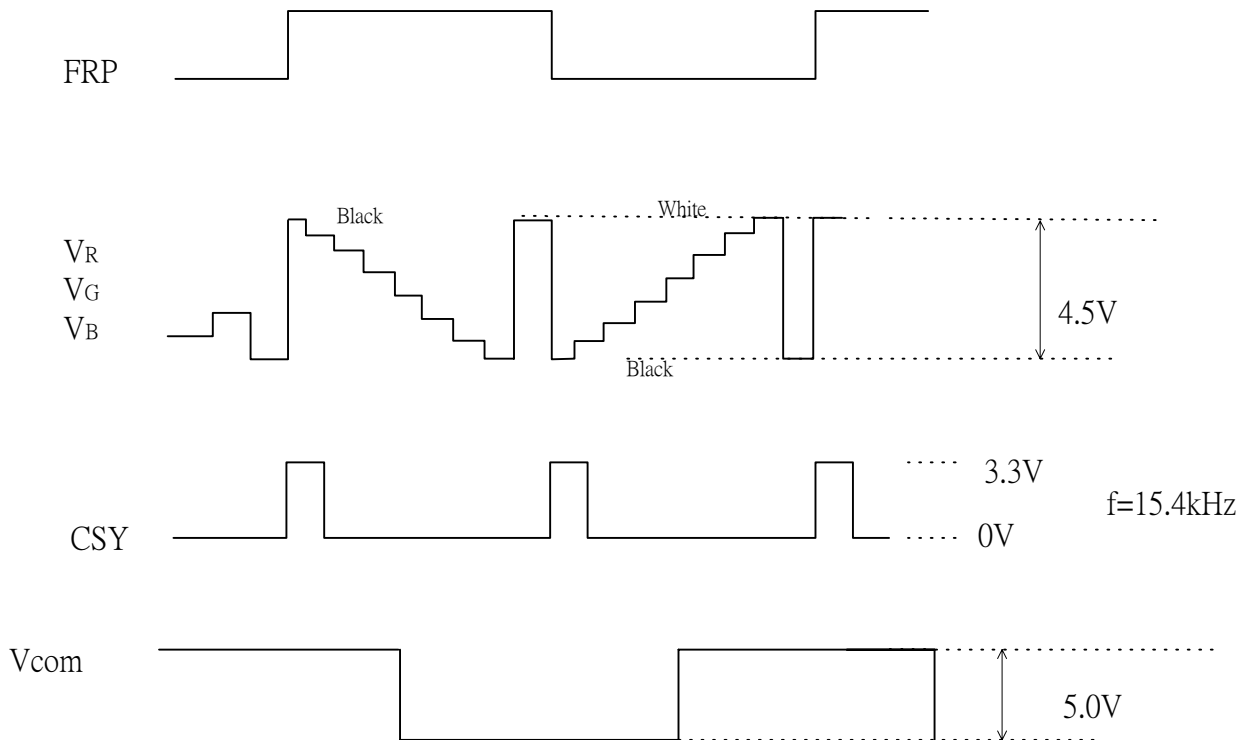 FRP
Black
White
VR
VG
VB
4.5V
Black
3.3V
f=15.4kHz
CSY
0V
Vcom
5.0V